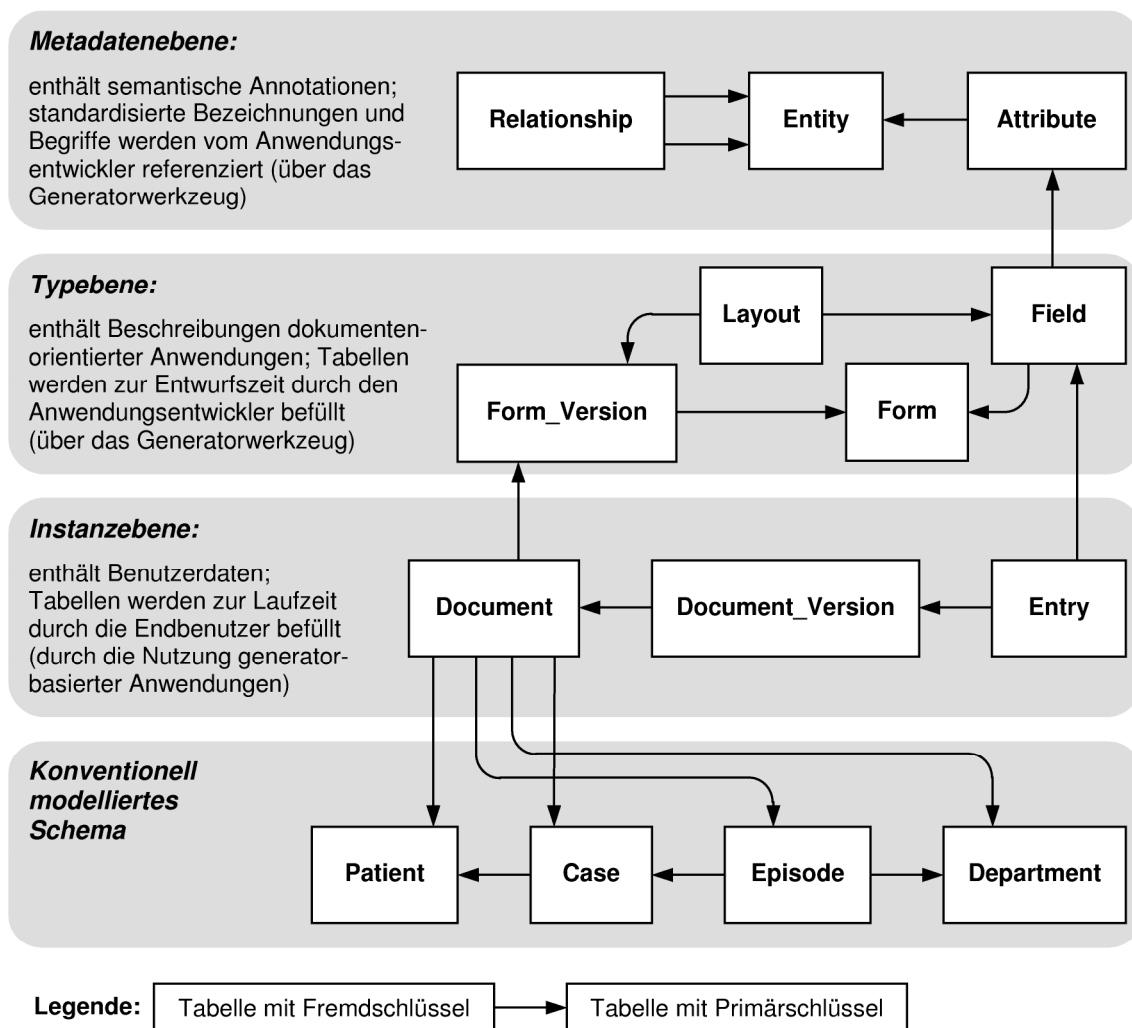 Metadatenebene:
enthält semantische Annotationen;
standardisierte Bezeichnungen und
Begriffe werden vom Anwendungs-
entwickler referenziert (über das
Generatorwerkzeug)
Relationship
Entity
Attribute
Typebene:
enthält Beschreibungen dokumenten-
orientierter Anwendungen; Tabellen
werden zur Entwurfszeit durch den
Anwendungsentwickler befüllt
(über das Generatorwerkzeug)
Layout
Field
Form_Version
Form
Instanzebene:
enthält Benutzerdaten;
Tabellen werden zur Laufzeit
durch die Endbenutzer befüllt
(durch die Nutzung generator-
basierter Anwendungen)
Document
Document_Version
Entry
Konventionell
modelliertes
Schema
Patient
Case
Episode
Department
Legende:
Tabelle mit Fremdschlüssel
Tabelle mit Primärschlüssel